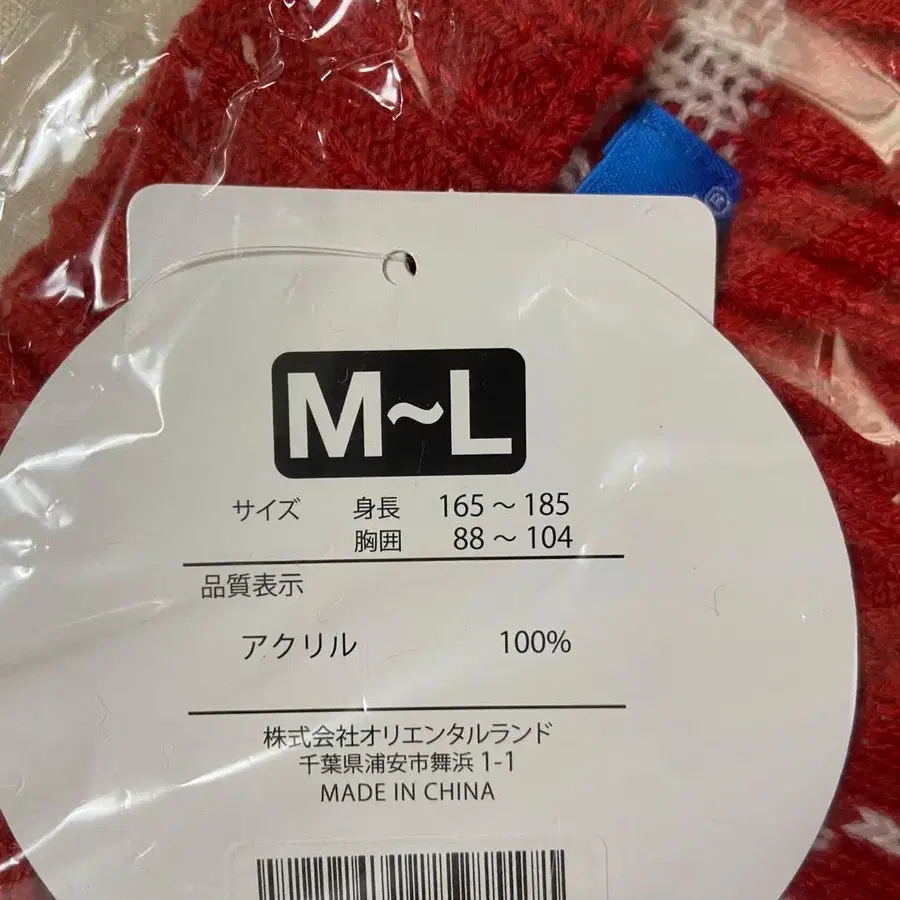 ®
M~L
サイズ 身長 165～185
胸囲 88～104
品質表示
アクリル 100%
株式会社オリエンタルランド
千葉県浦安市舞浜 1-1
MADE IN CHINA